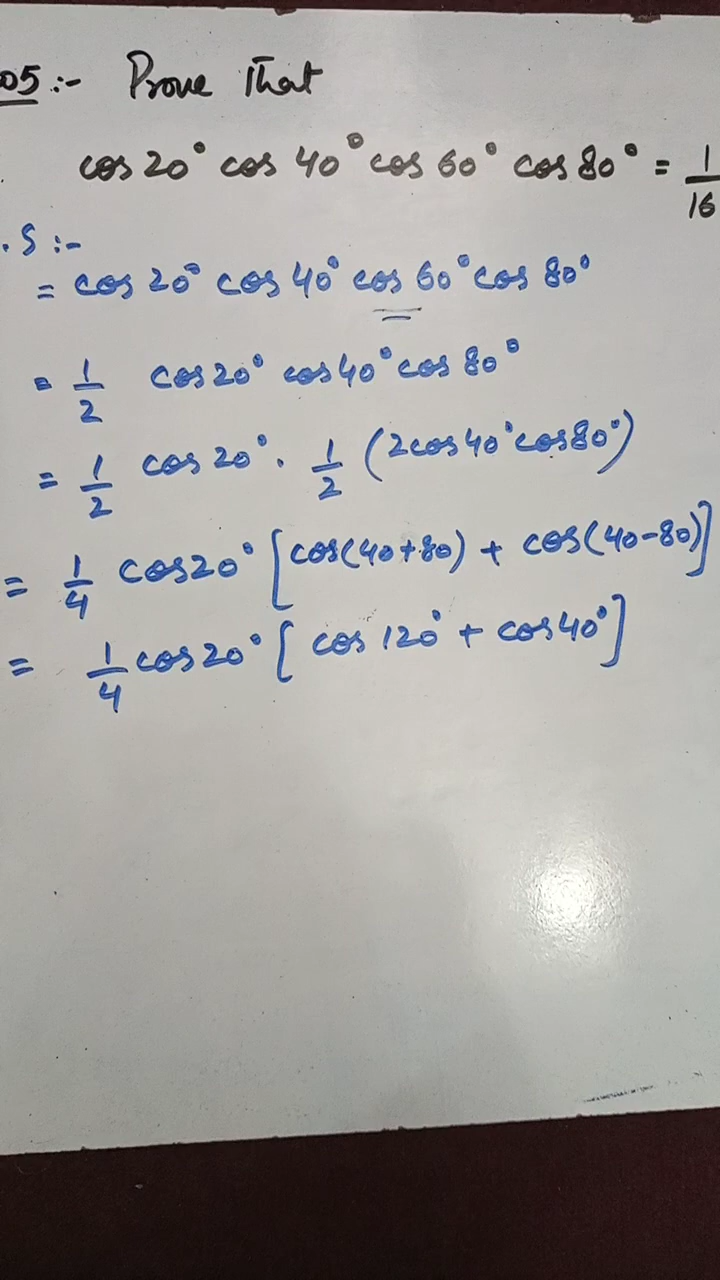 05:- Prove That
cos 20° cos 40° cos 60° cos 80° = 1/16
.S :-
= cos 20° cos 40° cos 60° cos 80°
= 1/2 cos 20° cos 40° cos 80°
= 1/2 cos 20° . 1/2 (2cos 40° cos 80°)
= 1/4 cos 20° [cos(40+80) + cos(40-80)]
= 1/4 cos 20° [cos 120° + cos 40°]